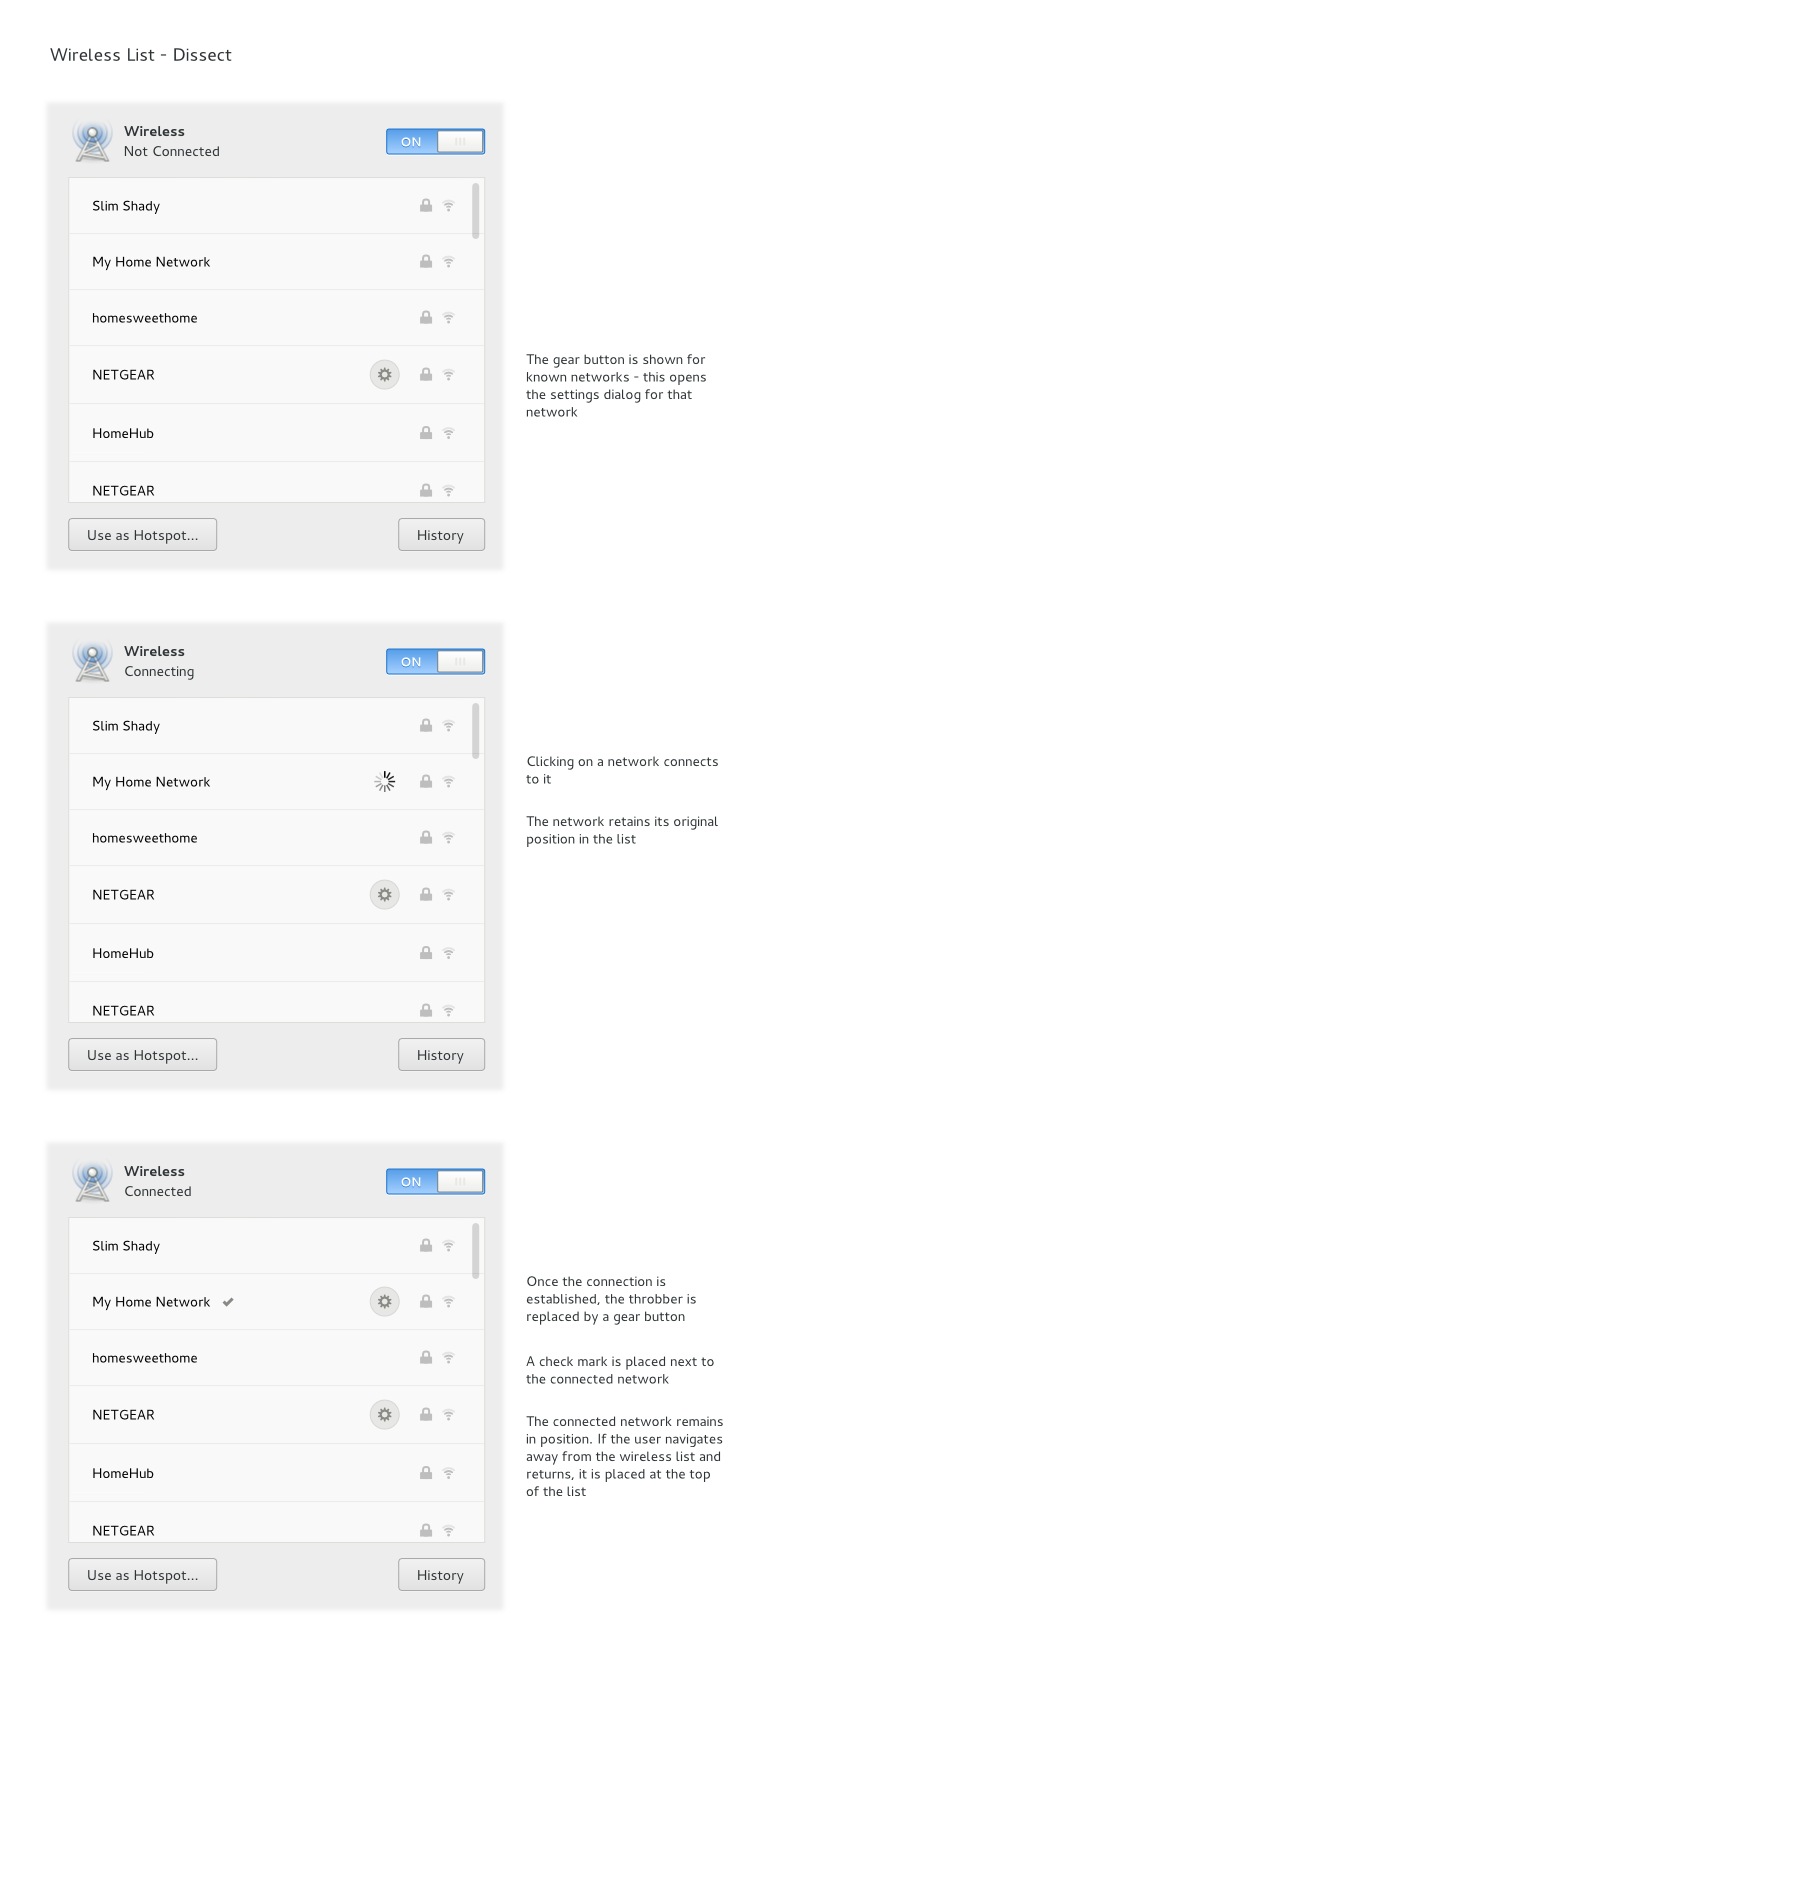 Wireless List - Dissect
Wireless
Not Connected
ON
Slim Shady
My Home Network
homesweethome
NETGEAR
HomeHub
NETGEAR
Use as Hotspot...
History
The gear button is shown for
known networks - this opens
the settings dialog for that
network
Wireless
Connecting
ON
Slim Shady
My Home Network
homesweethome
NETGEAR
HomeHub
NETGEAR
Use as Hotspot...
History
Clicking on a network connects
to it
The network retains its original
position in the list
Wireless
Connected
ON
Slim Shady
My Home Network
homesweethome
NETGEAR
HomeHub
NETGEAR
Use as Hotspot...
History
Once the connection is
established, the throbber is
replaced by a gear button
A check mark is placed next to
the connected network
The connected network remains
in position. If the user navigates
away from the wireless list and
returns, it is placed at the top
of the list